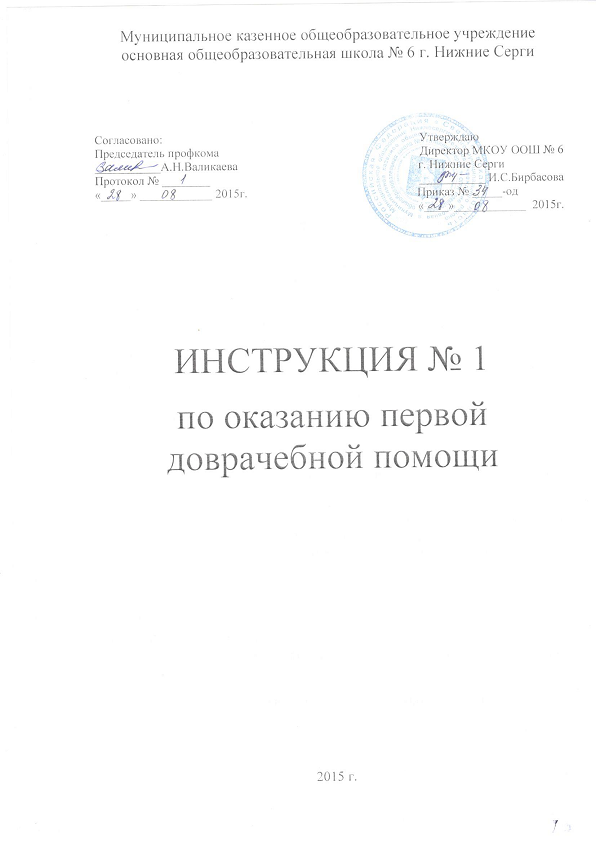 Муниципальное казенное общеобразовательное учреждение
основная общеобразовательная школа № 6 г. Нижние Серги
Согласовано:
Председатель профкома
А.Н.Валикаева
Протокол № 1
« 28 » 08 2015г.
Утверждаю
Директор МКОУ ООШ № 6
г. Нижние Серги
И.С.Бирбасова
Приказ № 34 -од
« 28 » 08 2015г.
ИНСТРУКЦИЯ № 1
по оказанию первой
доврачебной помощи
2015 г.